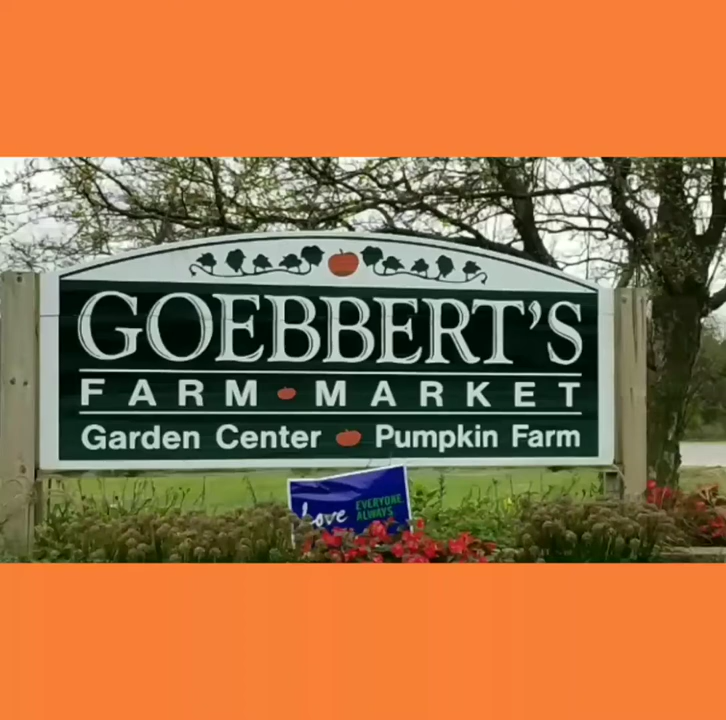 GOEBBERT'S
FARM MARKET
Garden Center Pumpkin Farm
Love EVERYONE.
ALWAYS.